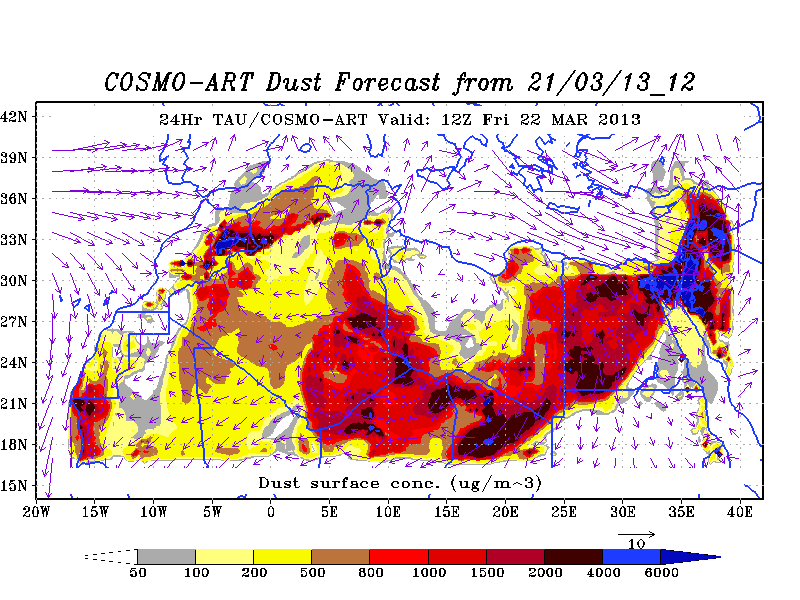 COSMO-ART Dust Forecast from 21/03/13_12
24Hr TAU/COSMO-ART Valid: 12Z Fri 22 MAR 2013
42N
39N
36N
33N
30N
27N
24N
21N
18N
15N
Dust surface conc. (ug/m^3)
20W 15W 10W 5W 0 5E 10E 15E 20E 25E 30E 35E 40E
10
50 100 200 500 800 1000 1500 2000 4000 6000